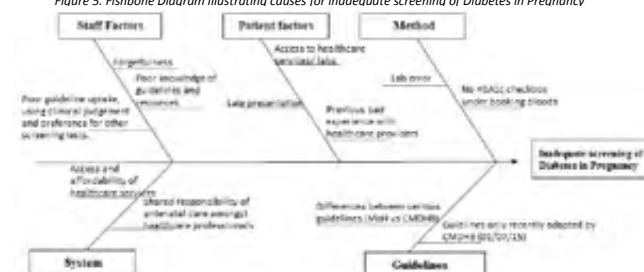 Figure 5. Fishbone Diagram illustrating causes for inadequate screening of Diabetes in Pregnancy
Staff Factors
Patient factors
Method
Forgetfulness
Poor knowledge of
guidelines and
resources
Poor guideline uptake,
using clinical judgement
and preference for other
screening tests.
Access to healthcare
services/ labs
Late presentation
Previous bad
experience with
healthcare providers
Lab error
No HbA1c checkbox
under booking bloods
Inadequate screening of
Diabetes in Pregnancy
Access and
affordability of
healthcare services
Shared responsibility of
antenatal care amongst
healthcare professionals
Differences between various
guidelines (MoH vs CMDHB)
Guidelines only recently adopted by
CMDHB
System
Guidelines